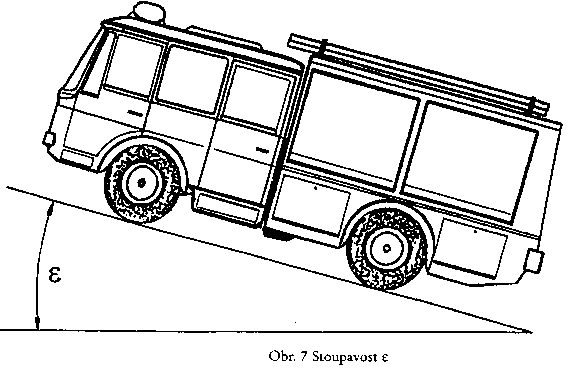 ε
Obr. 7 Stoupavost ε